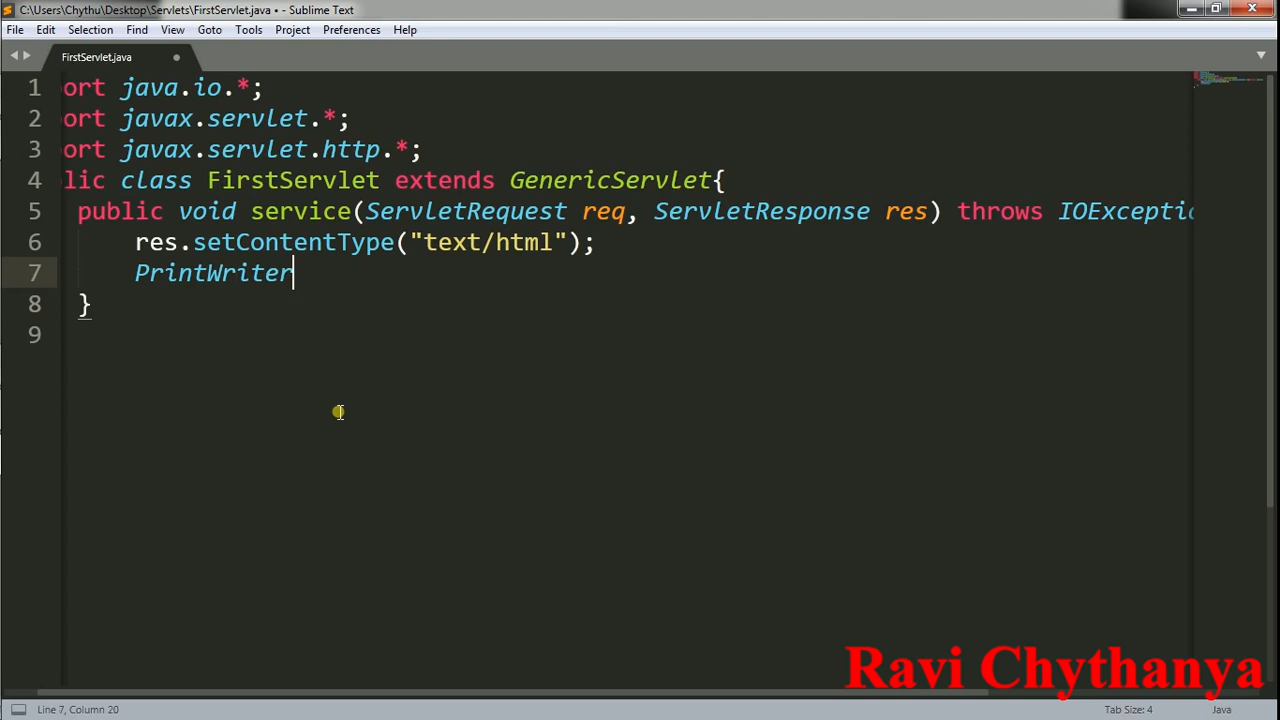 C:\Users\Chythu\Desktop\Servlets\FirstServlet.java • - Sublime Text
File Edit Selection Find View Goto Tools Project Preferences Help
FirstServlet.java
1 ort java.io.*;
2 ort javax.servlet.*;
3 ort javax.servlet.http.*;
4 lic class FirstServlet extends GenericServlet{
5 public void service(ServletRequest req, ServletResponse res) throws IOExceptio
6 res.setContentType("text/html");
7 PrintWriter
8 }
9
Ravi Chythanya
Line 7, Column 20 Tab Size: 4 Java